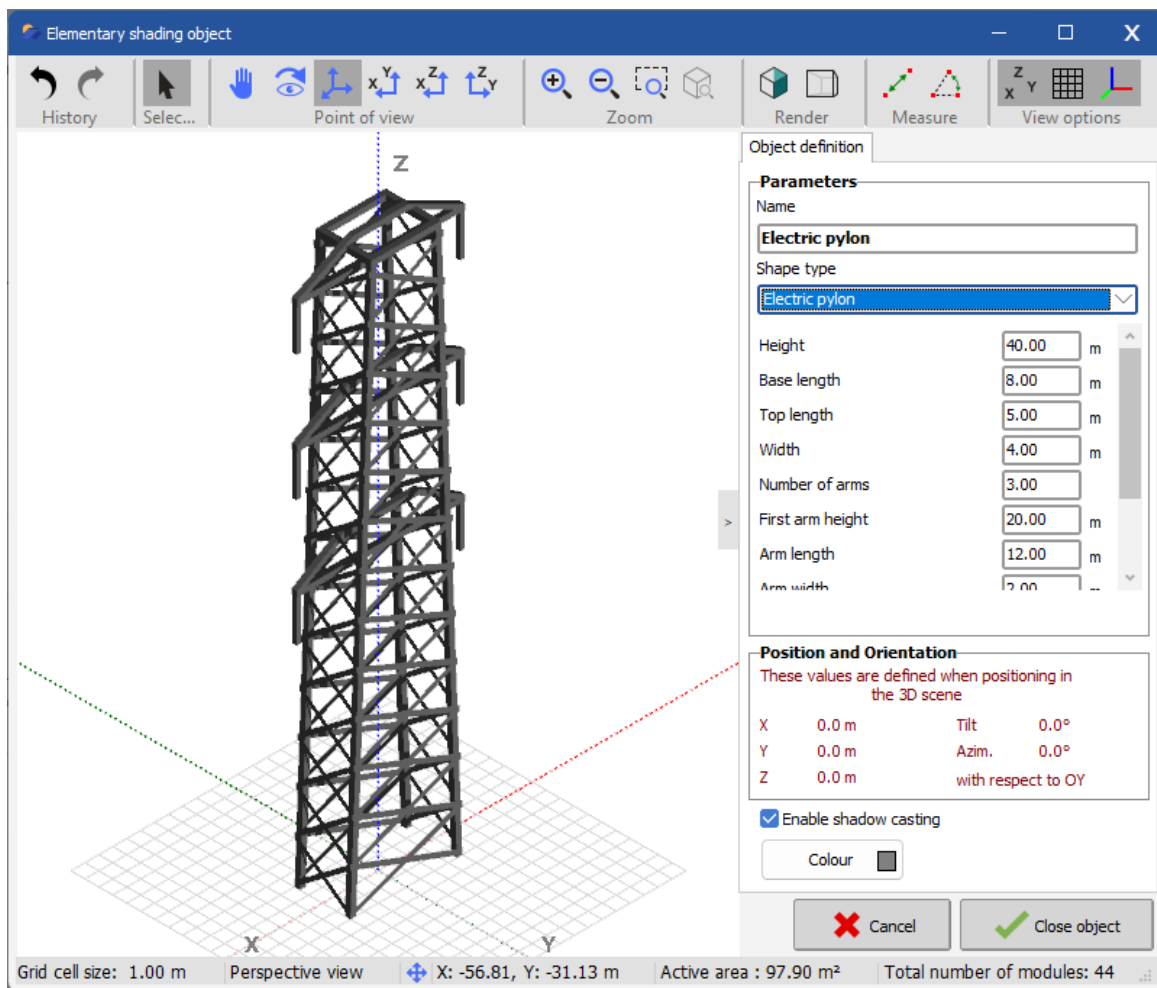 Elementary shading object
X
History
Selec...
Point of view
Zoom
Render
Measure
View options
Object definition
Z
Parameters
Name
Electric pylon
Shape type
Electric pylon
Height 40.00 m
Base length 8.00 m
Top length 5.00 m
Width 4.00 m
Number of arms 3.00
First arm height 20.00 m
Arm length 12.00 m
Arm width 2.00 m
>
Position and Orientation
These values are defined when positioning in
the 3D scene
X 0.0 m Tilt 0.0°
Y 0.0 m Azim. 0.0°
Z 0.0 m with respect to OY
Enable shadow casting
Colour
X
Y
Cancel
Close object
Grid cell size: 1.00 m Perspective view X: -56.81, Y: -31.13 m Active area : 97.90 m² Total number of modules: 44